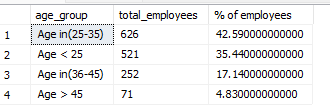 age_group total_employees % of employees
1 Age in(25-35) 626 42.590000000000
2 Age < 25 521 35.440000000000
3 Age in(36-45) 252 17.140000000000
4 Age > 45 71 4.830000000000